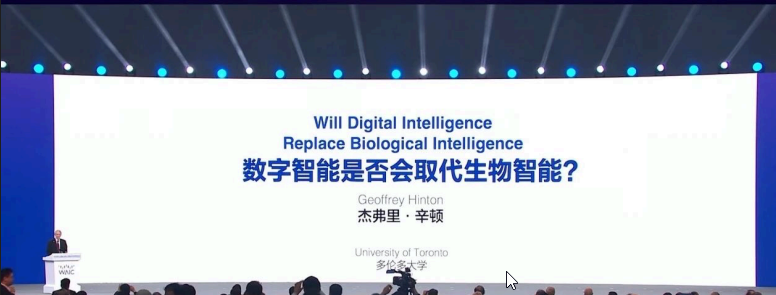 Will Digital Intelligence
Replace Biological Intelligence
数字智能是否会取代生物智能？
Geoffrey Hinton
杰弗里·辛顿
University of Toronto
多伦多大学
WAIC